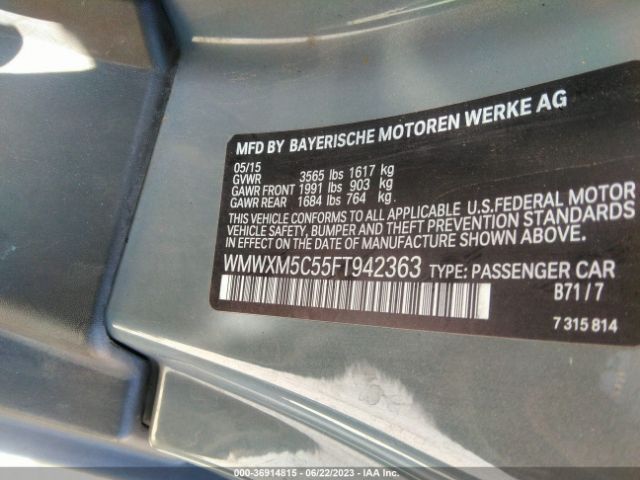 MFD BY BAYERISCHE MOTOREN WERKE AG
05/15
GVWR 3565 lbs 1617 kg
GAWR FRONT 1991 lbs 903 kg
GAWR REAR 1684 lbs 764 kg
THIS VEHICLE CONFORMS TO ALL APPLICABLE U.S.FEDERAL MOTOR
VEHICLE SAFETY, BUMPER AND THEFT PREVENTION STANDARDS
IN EFFECT ON THE DATE OF MANUFACTURE SHOWN ABOVE.
WMWXM5C55FT942363 TYPE: PASSENGER CAR
B71/7
7 315 814
WWW.IAAI.COM - 36914815 - 06/22/2023 - IAA Inc.